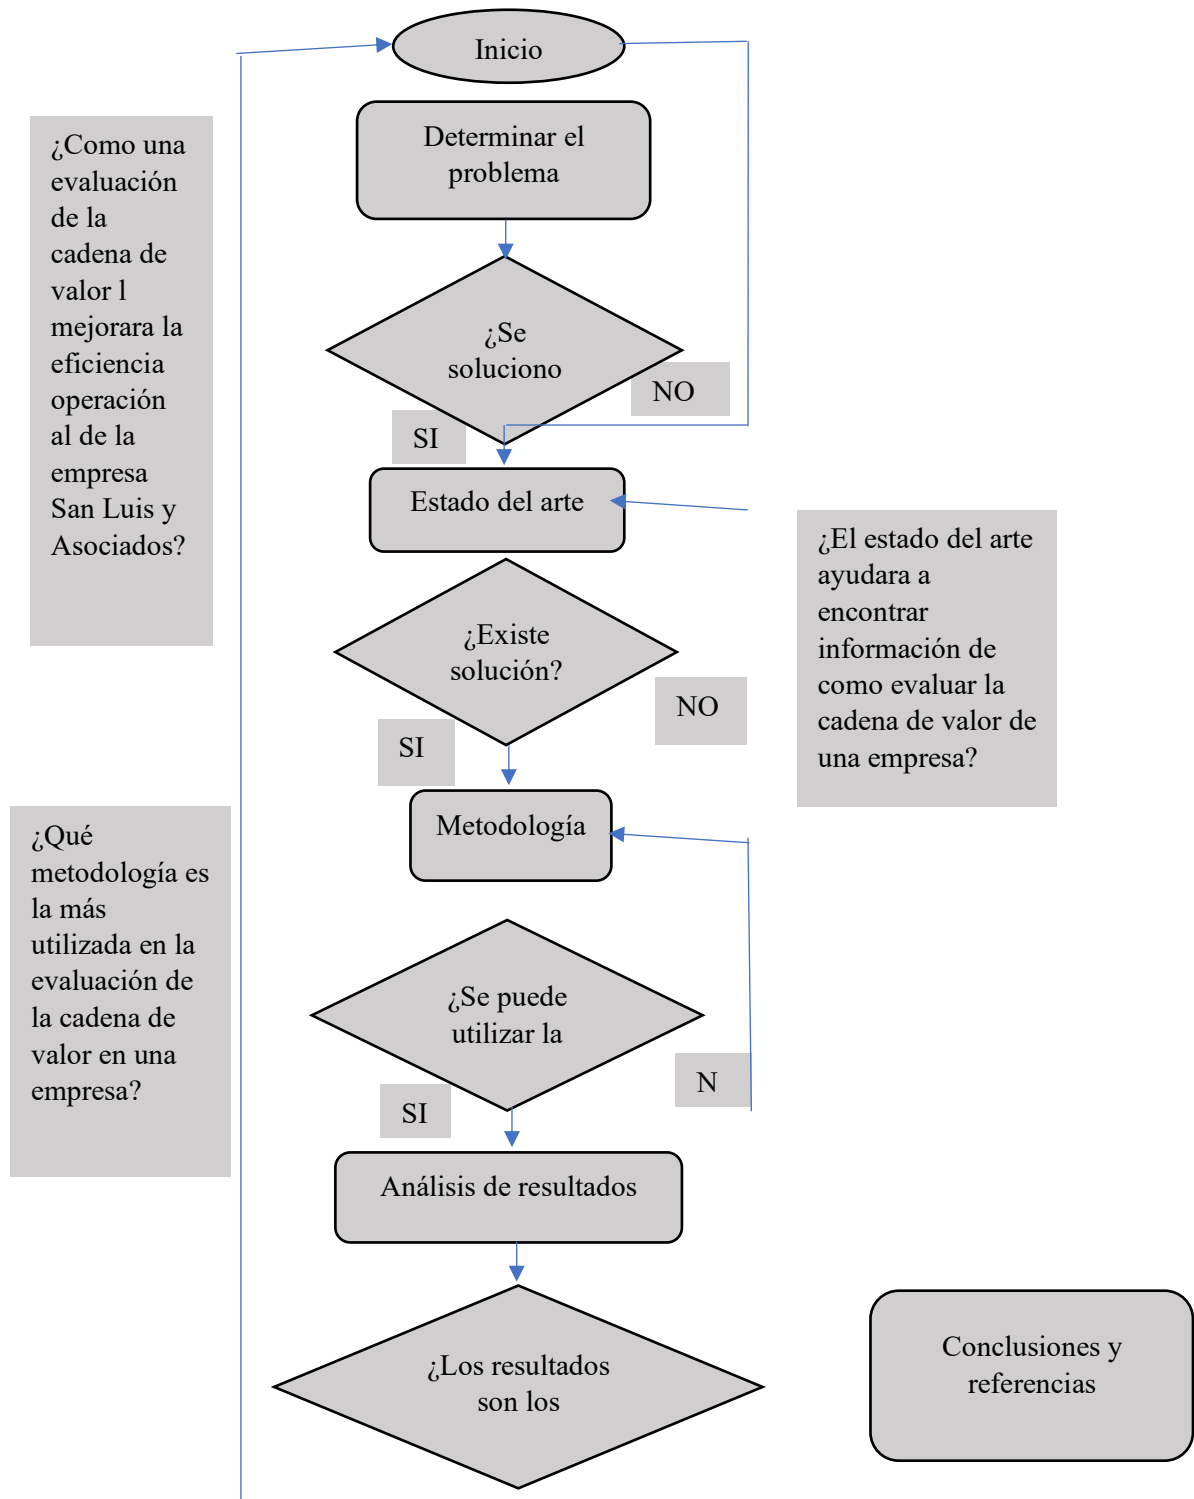 Inicio
Determinar el
problema
¿Como una
evaluación
de la
cadena de
valor l
mejorara la
eficiencia
operación
al de la
empresa
San Luis y
Asociados?
¿Se
soluciono
NO
SI
Estado del arte
¿El estado del arte
ayudara a
encontrar
información de
como evaluar la
cadena de valor de
una empresa?
¿Existe
solución?
NO
SI
Metodología
¿Qué
metodología es
la más
utilizada en la
evaluación de
la cadena de
valor en una
empresa?
¿Se puede
utilizar la
N
SI
Análisis de resultados
¿Los resultados
son los
Conclusiones y
referencias